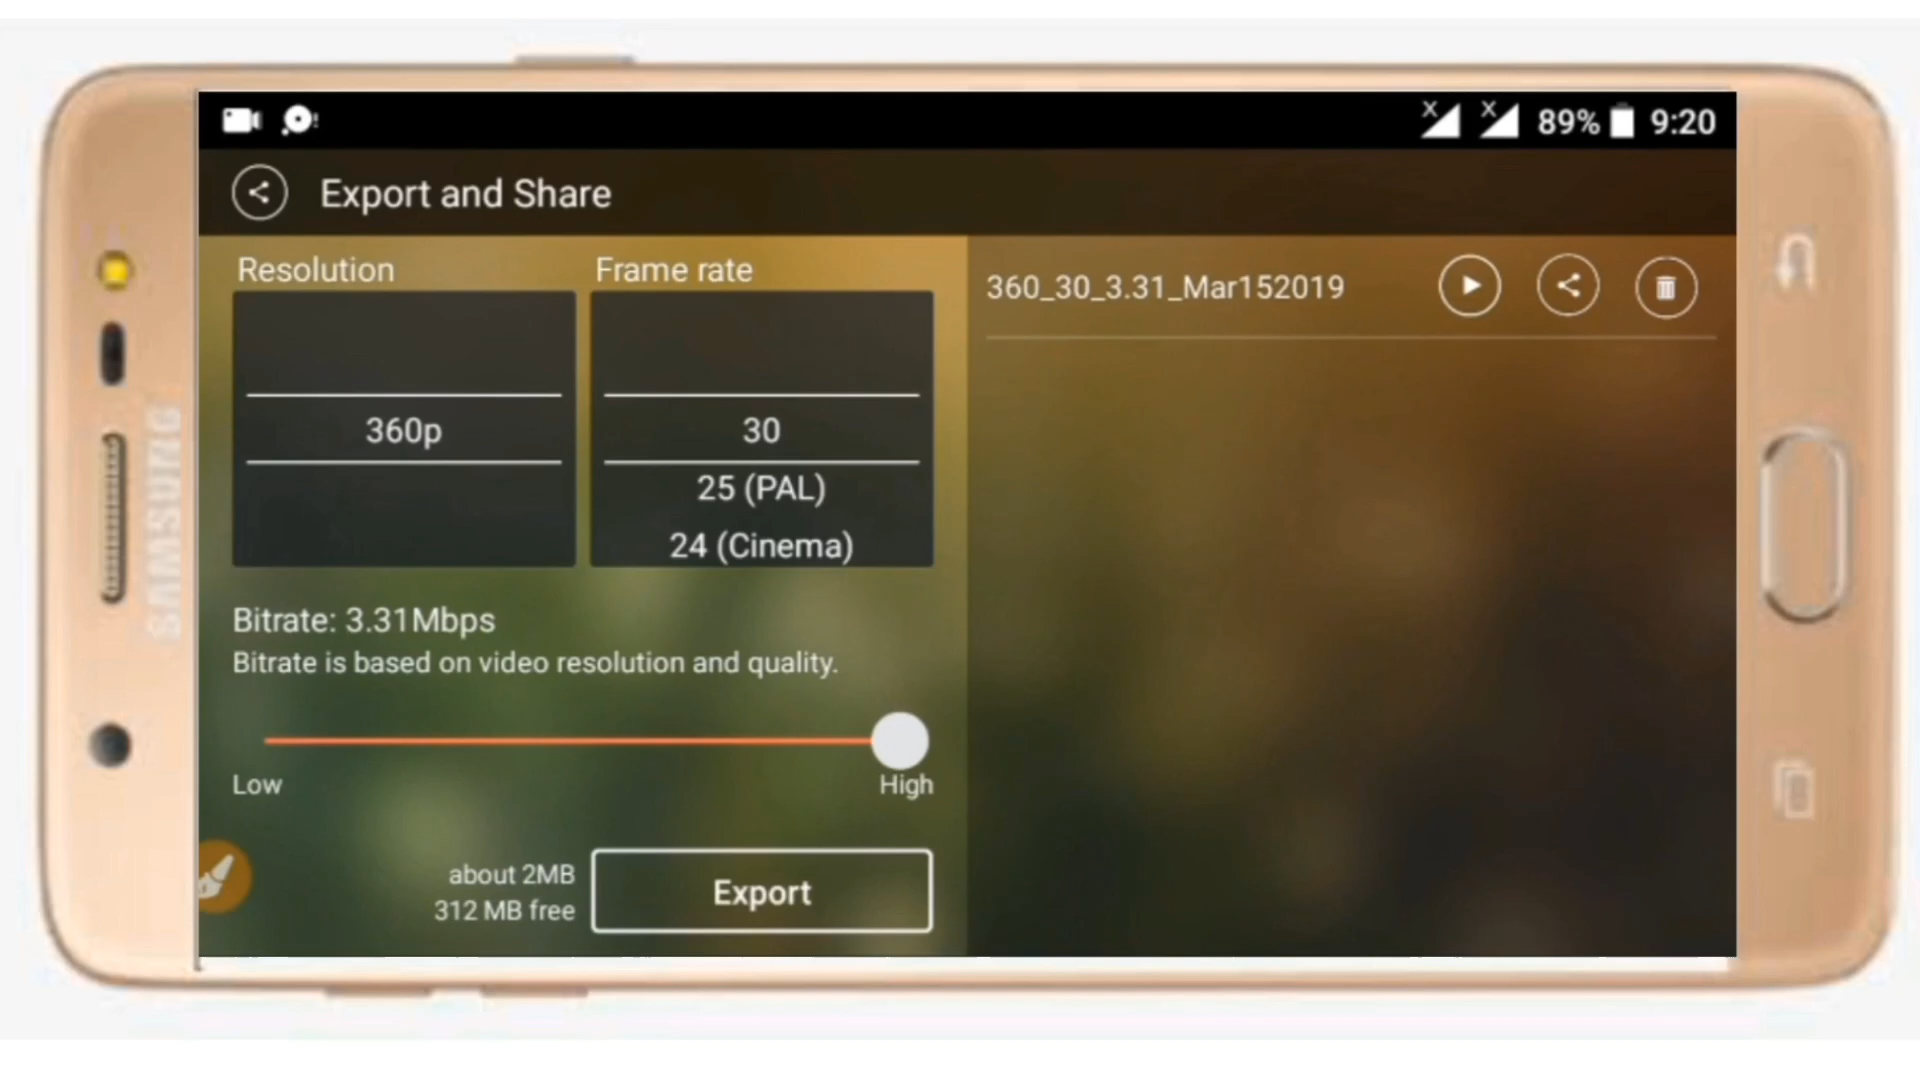 89% 9:20
Export and Share
Resolution
Frame rate
360p
30
25 (PAL)
24 (Cinema)
Bitrate: 3.31Mbps
Bitrate is based on video resolution and quality.
Low
High
about 2MB
312 MB free
Export
360_30_3.31_Mar152019
SAMSUNG